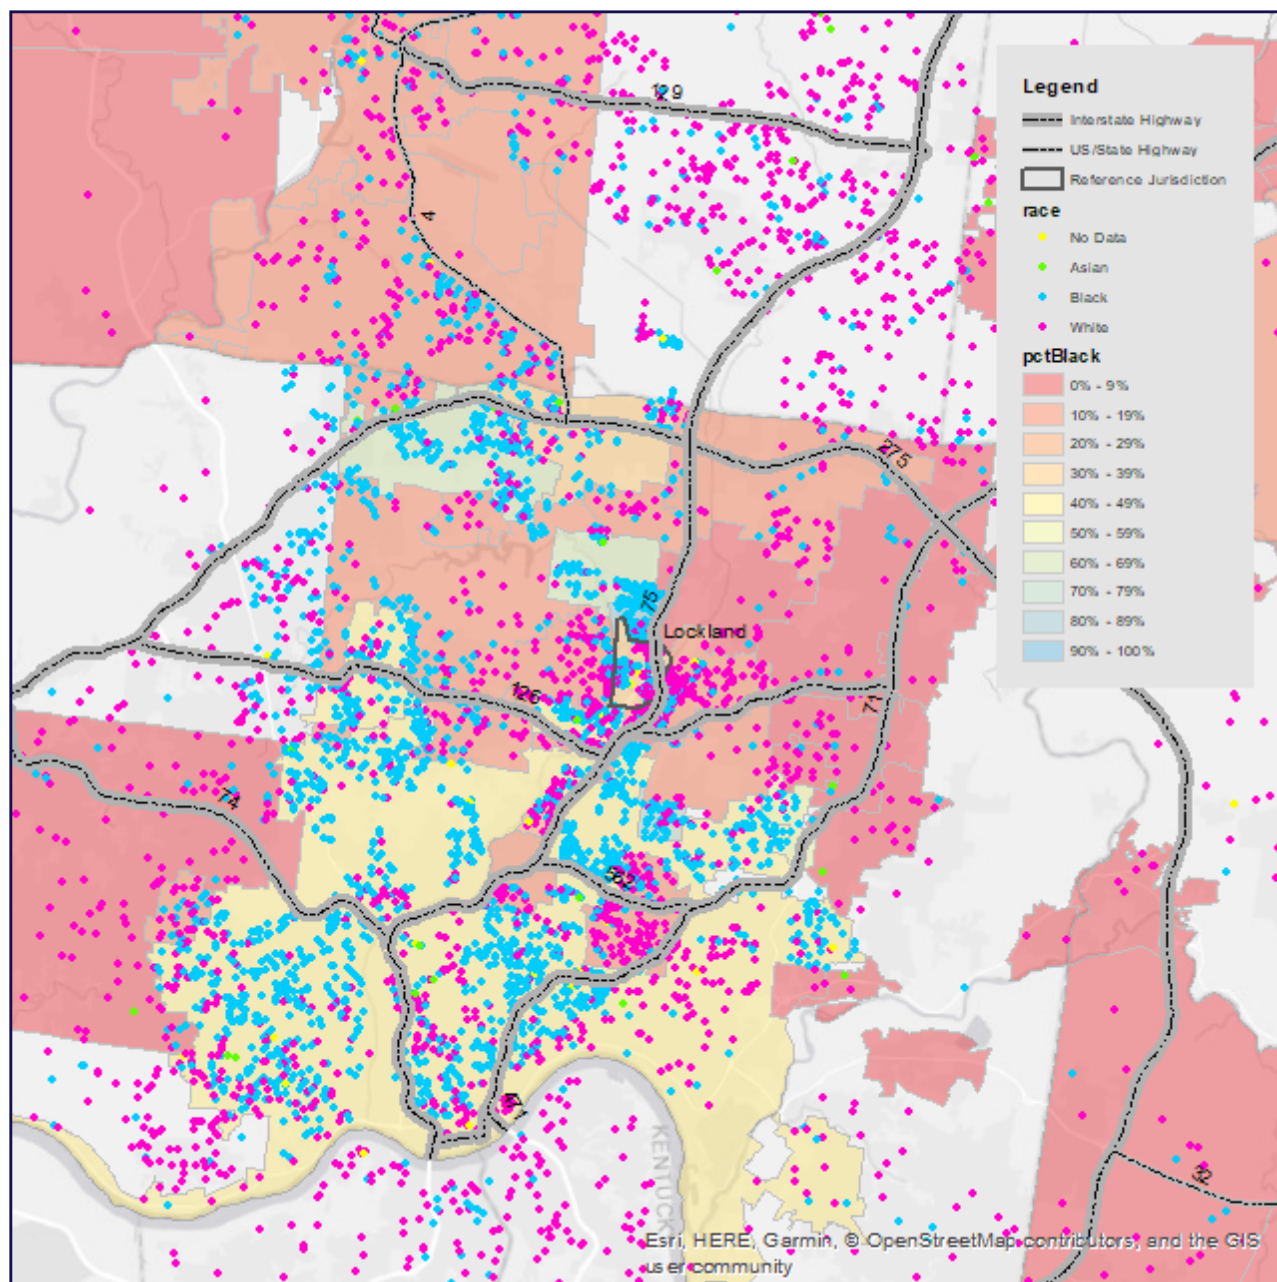 129
Legend
Interstate Highway
US/State Highway
Reference Jurisdiction
race
No Data
Asian
Black
White
pctBlack
0% - 9%
10% - 19%
20% - 29%
30% - 39%
40% - 49%
50% - 59%
60% - 69%
70% - 79%
80% - 89%
90% - 100%
4
275
75
Lockland
126
71
74
562
471
KENTUCK
32
Esri, HERE, Garmin, © OpenStreetMap contributors, and the GIS
user community